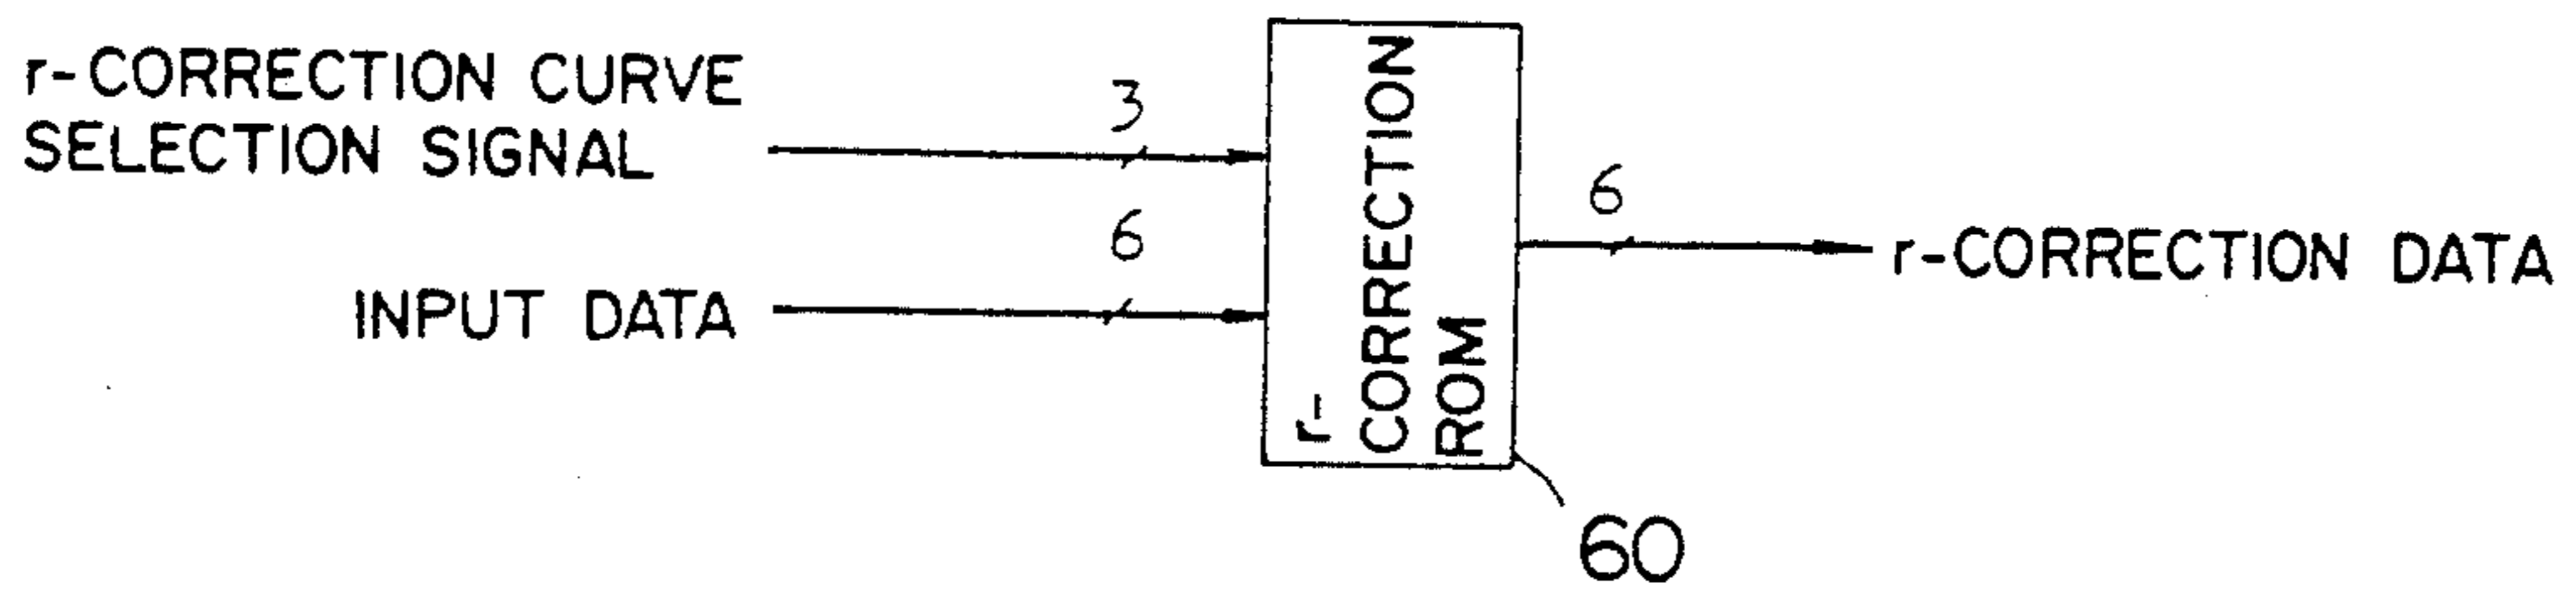 r-CORRECTION CURVE
SELECTION SIGNAL
3
6
INPUT DATA
r-
CORRECTION
ROM
6
r-CORRECTION DATA
60